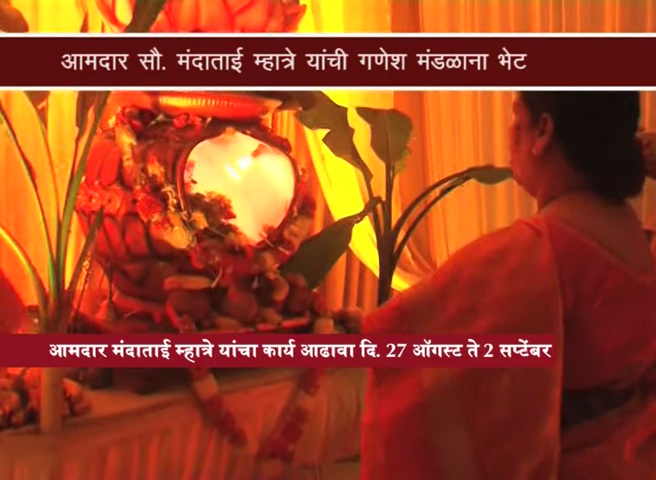 आमदार सौ. मंदाताई म्हात्रे यांची गणेश मंडळाना भेट
आमदार मंदाताई म्हात्रे यांचा कार्य आढावा दि. 27 ऑगस्ट ते 2 सप्टेंबर